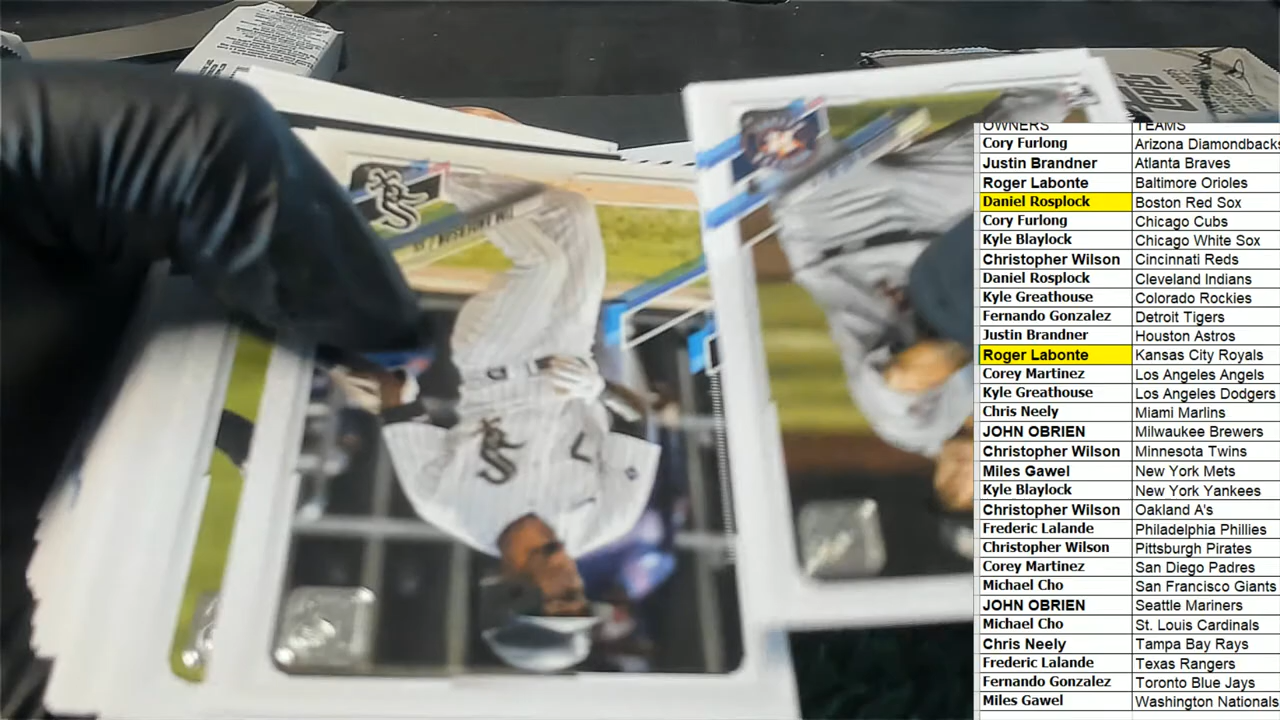 OWNERS TEAMS
Cory Furlong Arizona Diamondbacks
Justin Brandner Atlanta Braves
Roger Labonte Baltimore Orioles
Daniel Rosplock Boston Red Sox
Cory Furlong Chicago Cubs
Kyle Blaylock Chicago White Sox
Christopher Wilson Cincinnati Reds
Daniel Rosplock Cleveland Indians
Kyle Greathouse Colorado Rockies
Fernando Gonzalez Detroit Tigers
Justin Brandner Houston Astros
Roger Labonte Kansas City Royals
Corey Martinez Los Angeles Angels
Kyle Greathouse Los Angeles Dodgers
Chris Neely Miami Marlins
JOHN OBRIEN Milwaukee Brewers
Christopher Wilson Minnesota Twins
Miles Gawel New York Mets
Kyle Blaylock New York Yankees
Christopher Wilson Oakland A's
Frederic Lalande Philadelphia Phillies
Christopher Wilson Pittsburgh Pirates
Corey Martinez San Diego Padres
Michael Cho San Francisco Giants
JOHN OBRIEN Seattle Mariners
Michael Cho St. Louis Cardinals
Chris Neely Tampa Bay Rays
Frederic Lalande Texas Rangers
Fernando Gonzalez Toronto Blue Jays
Miles Gawel Washington Nationals
Topps
Sox
7